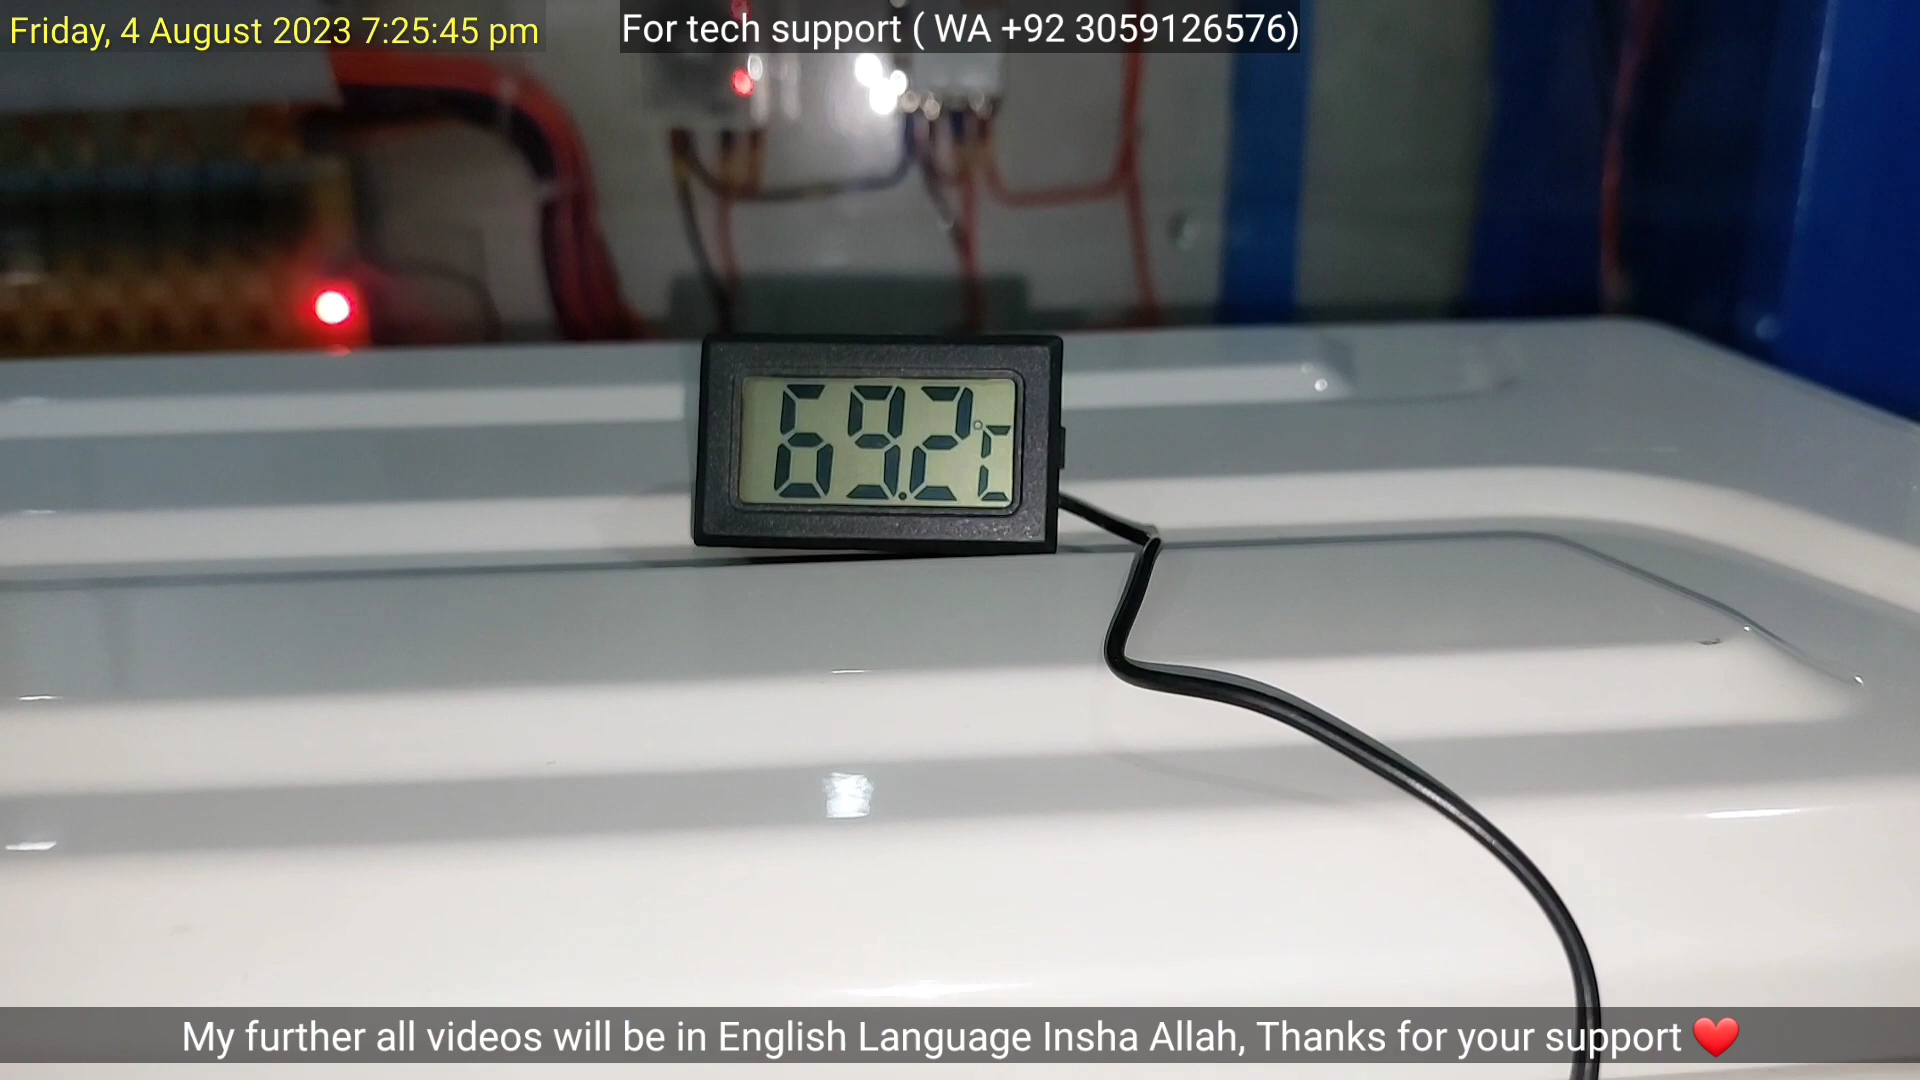 Friday, 4 August 2023 7:25:45 pm
For tech support ( WA +92 3059126576)
69.2°C
My further all videos will be in English Language Insha Allah, Thanks for your support ❤️